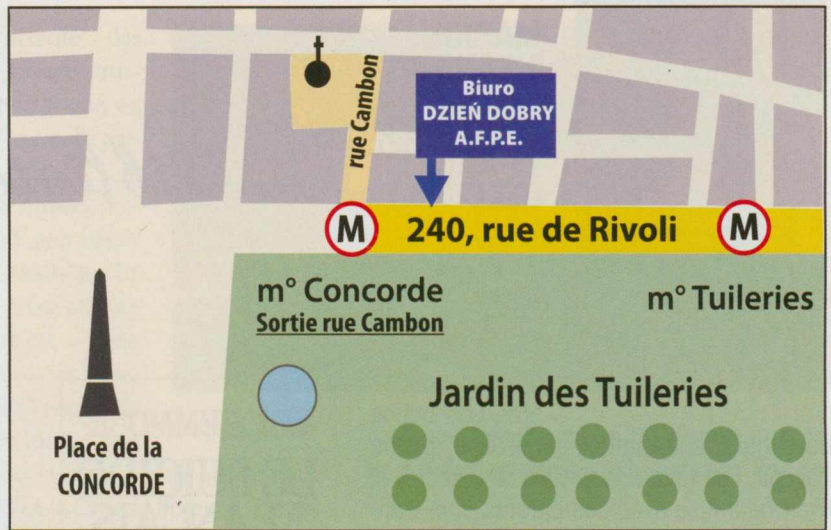 rue Cambon
Biuro
DZIEŃ DOBRY
A.F.P.E.
M
240, rue de Rivoli
M
m° Concorde
Sortie rue Cambon
m° Tuileries
Jardin des Tuileries
Place de la
CONCORDE